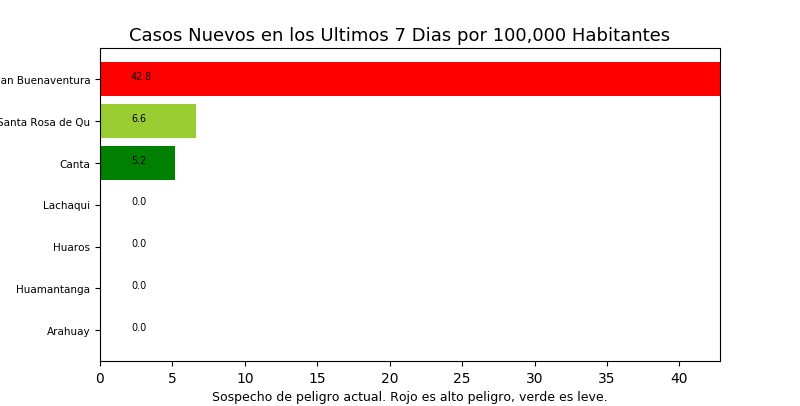 Casos Nuevos en los Ultimos 7 Dias por 100,000 Habitantes
an Buenaventura 42.8
Santa Rosa de Qu 6.6
Canta 5.2
Lachaqui 0.0
Huaros 0.0
Huamantanga 0.0
Arahuay 0.0
0 5 10 15 20 25 30 35 40
Sospecho de peligro actual. Rojo es alto peligro, verde es leve.